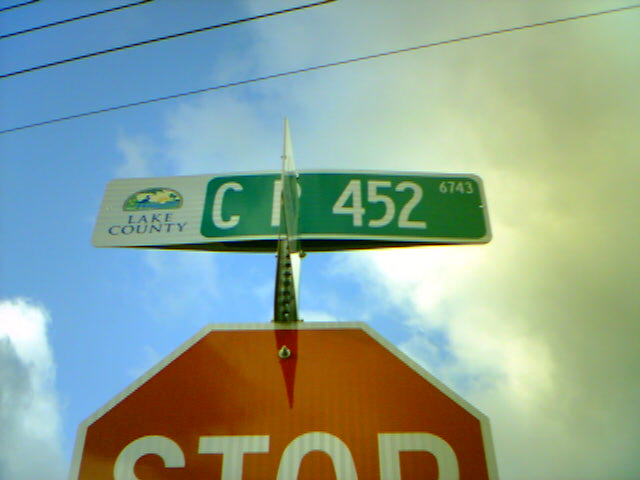 LAKE
COUNTY
C R 452
6743
STOP